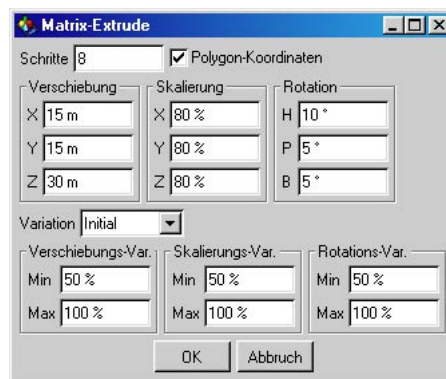 Matrix-Extrude
Schritte 8 Polygon-Koordinaten
Verschiebung Skalierung Rotation
X 15 m X 80 % H 10 °
Y 15 m Y 80 % P 5 °
Z 30 m Z 80 % B 5 °
Variation Initial
Verschiebungs-Var. Skalierungs-Var. Rotations-Var.
Min 50 % Min 50 % Min 50 %
Max 100 % Max 100 % Max 100 %
OK Abbruch